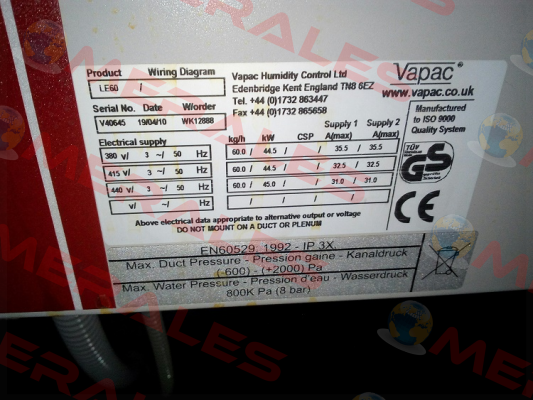 Product Wiring Diagram
LE60 /
Serial No. Date W/order
V40645 19/04/10 WK12888
Vapac Humidity Control Ltd
Edenbridge Kent England TN8 6EZ
Tel. +44 (0)1732 863447
Fax +44 (0)1732 865658
Vapac®
www.vapac.co.uk
Manufactured
to ISO 9000
Quality System
Electrical supply kg/h kW CSP Supply 1 A(max) Supply 2 A(max)
380 v/ 3 ~/ 50 Hz 60.0 / 44.5 / / 35.5 / 35.5
415 v/ 3 ~/ 50 Hz 60.0 / 44.5 / / 32.5 / 32.5
440 v/ 3 ~/ 50 Hz 60.0 / 45.0 / / 31.0 / 31.0
v/ ~/ Hz / / / /
Above electrical data appropriate to alternative output or voltage
DO NOT MOUNT ON A DUCT OR PLENUM
TÜV
GS
CE
EN60529, 1992 - IP 3X
Max. Duct Pressure - Pression gaine - Kanaldruck
(-600) - (+2000) Pa
Max. Water Pressure - Pression d'eau - Wasserdruck
800K Pa (8 bar)
MERALES